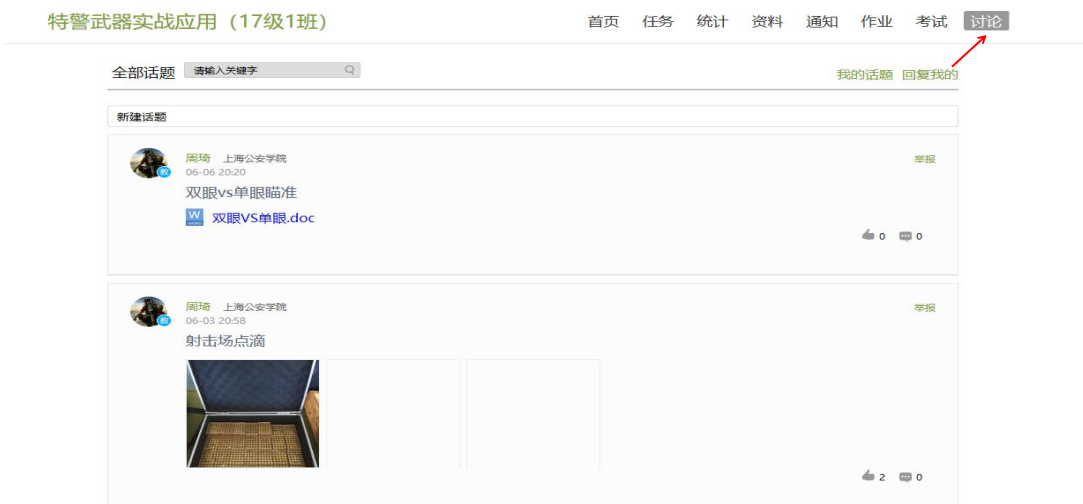 特警武器实战应用（17级1班）
首页 任务 统计 资料 通知 作业 考试 讨论
全部话题 请输入关键字
我的话题 回复我的
新建话题
周琦 上海公安学院 举报
06-06 20:20
双眼vs单眼瞄准
双眼VS单眼.doc
0 0
周琦 上海公安学院 举报
06-03 20:58
射击场点滴
2 0